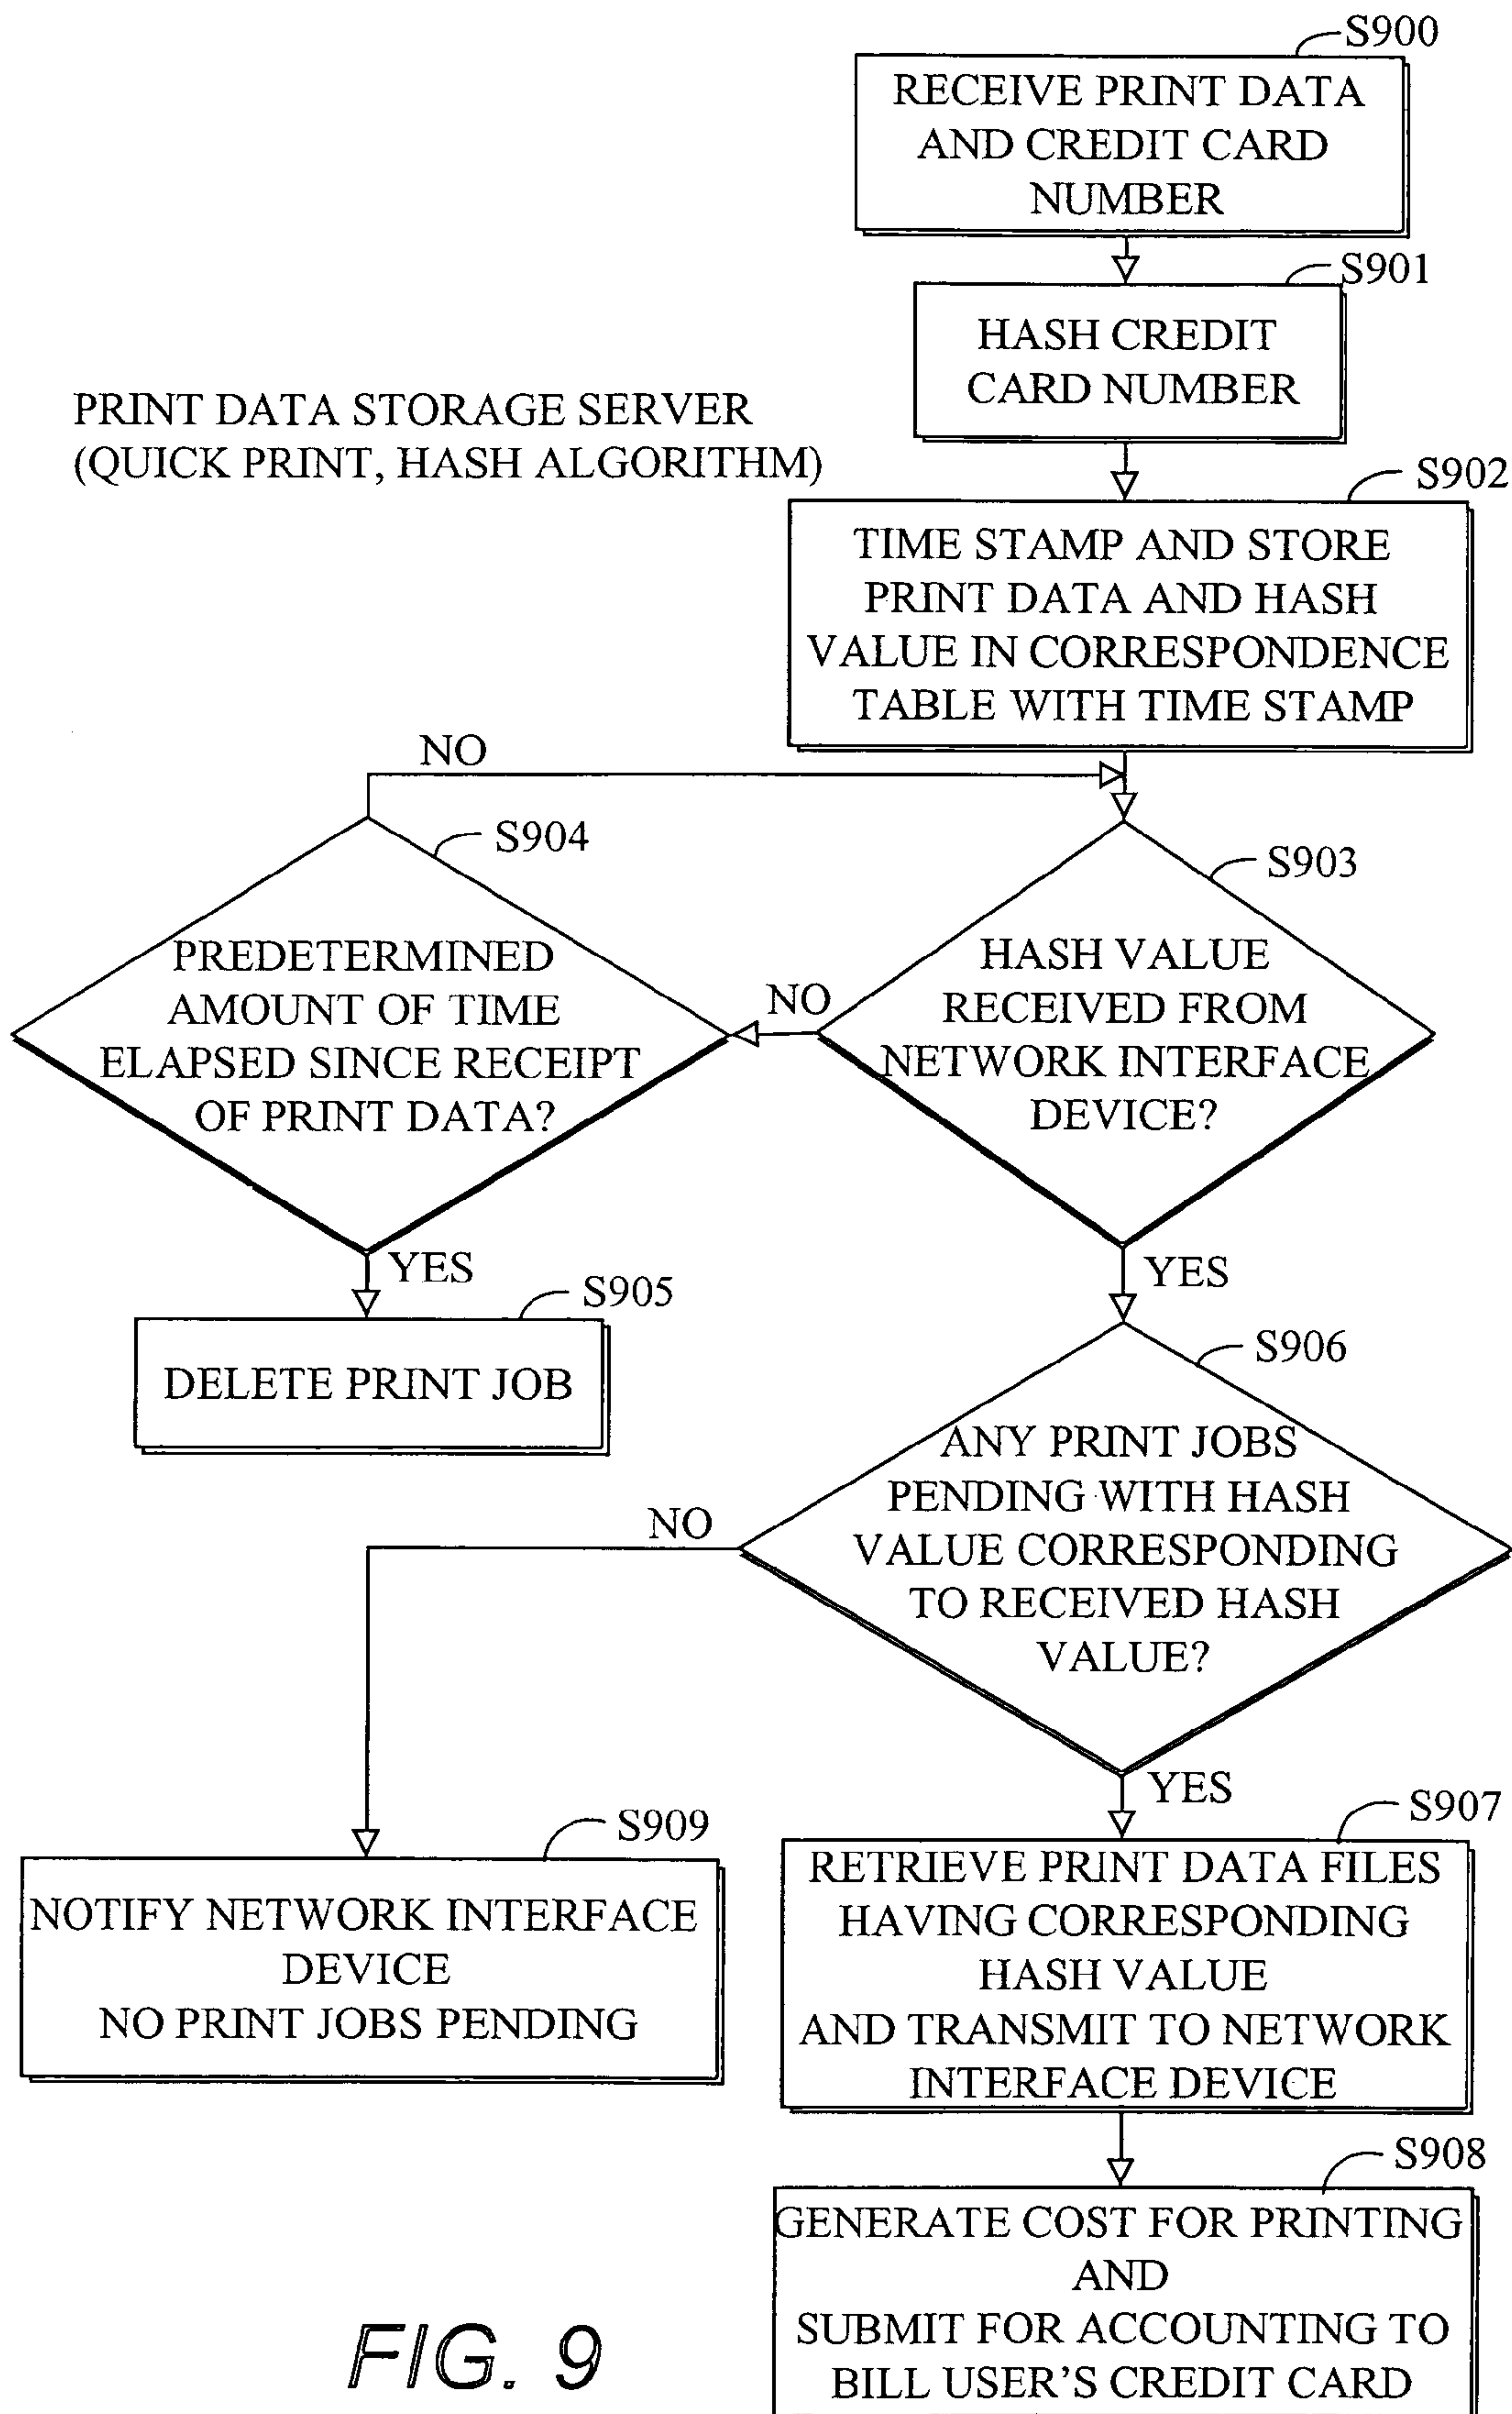 S900
RECEIVE PRINT DATA
AND CREDIT CARD
NUMBER
S901
HASH CREDIT
CARD NUMBER
PRINT DATA STORAGE SERVER
(QUICK PRINT, HASH ALGORITHM)
S902
TIME STAMP AND STORE
PRINT DATA AND HASH
VALUE IN CORRESPONDENCE
TABLE WITH TIME STAMP
NO
S904
PREDETERMINED
AMOUNT OF TIME
ELAPSED SINCE RECEIPT
OF PRINT DATA?
NO
S903
HASH VALUE
RECEIVED FROM
NETWORK INTERFACE
DEVICE?
YES
S905
DELETE PRINT JOB
YES
S906
ANY PRINT JOBS
PENDING WITH HASH
VALUE CORRESPONDING
TO RECEIVED HASH
VALUE?
NO
YES
S909
NOTIFY NETWORK INTERFACE
DEVICE
NO PRINT JOBS PENDING
S907
RETRIEVE PRINT DATA FILES
HAVING CORRESPONDING
HASH VALUE
AND TRANSMIT TO NETWORK
INTERFACE DEVICE
S908
GENERATE COST FOR PRINTING
AND
SUBMIT FOR ACCOUNTING TO
BILL USER'S CREDIT CARD
FIG. 9